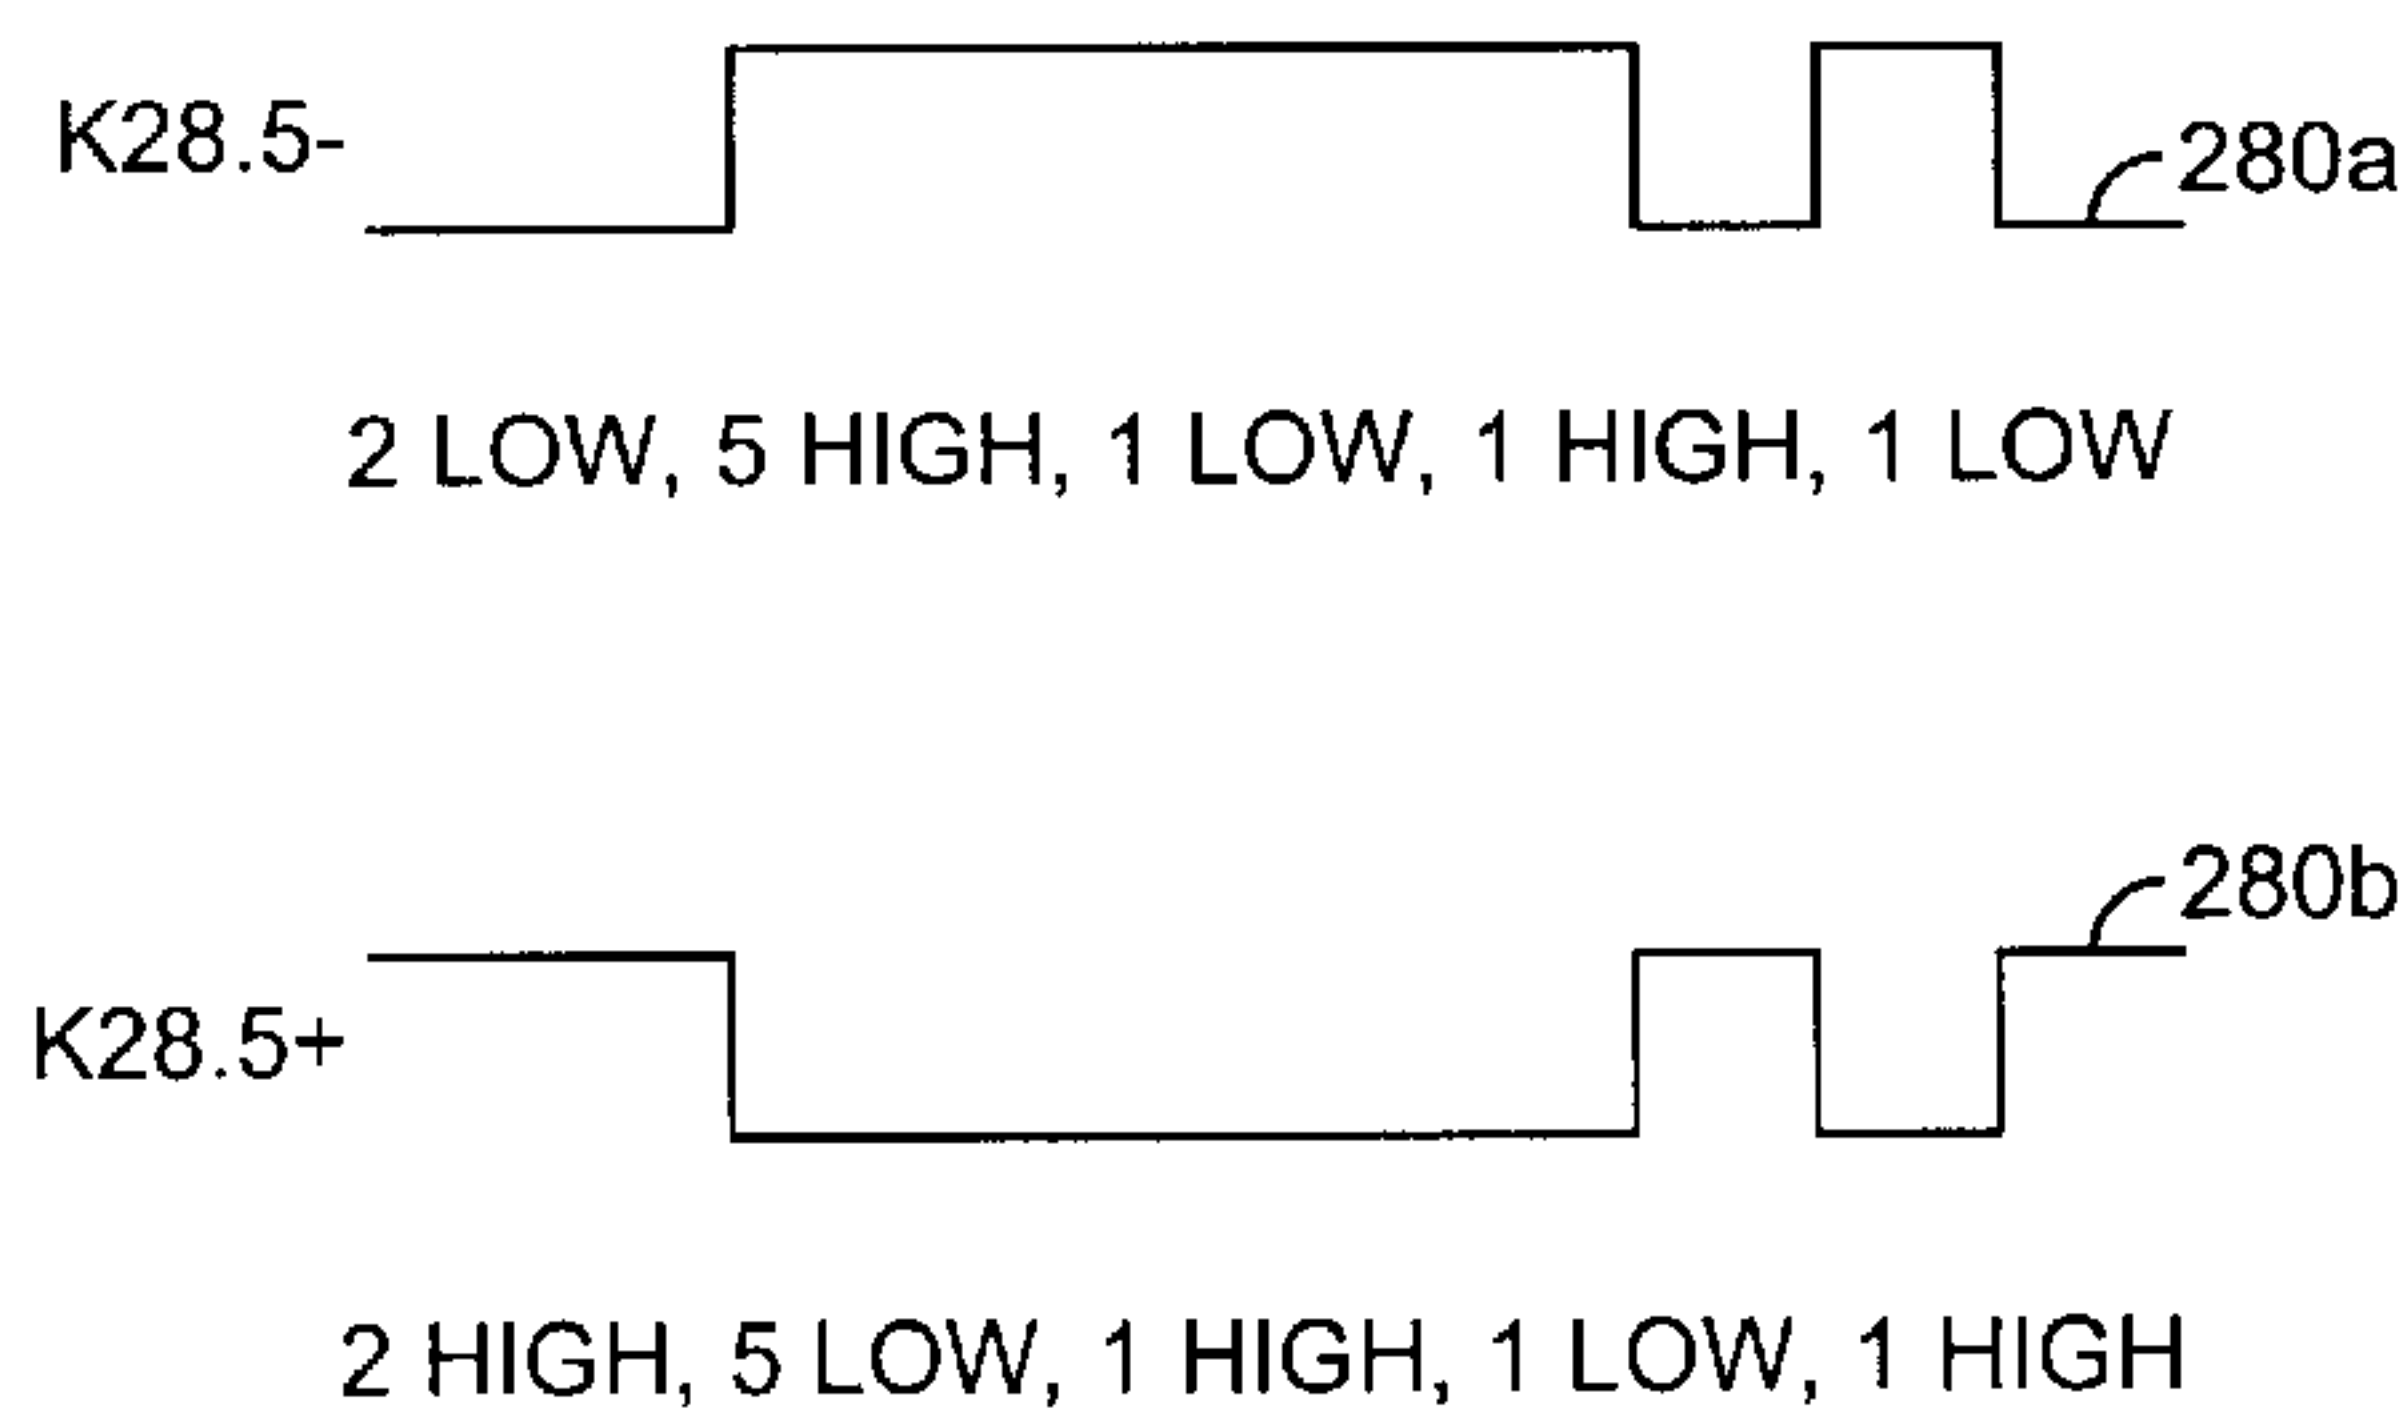 K28.5-
280a
2 LOW, 5 HIGH, 1 LOW, 1 HIGH, 1 LOW
280b
K28.5+
2 HIGH, 5 LOW, 1 HIGH, 1 LOW, 1 HIGH